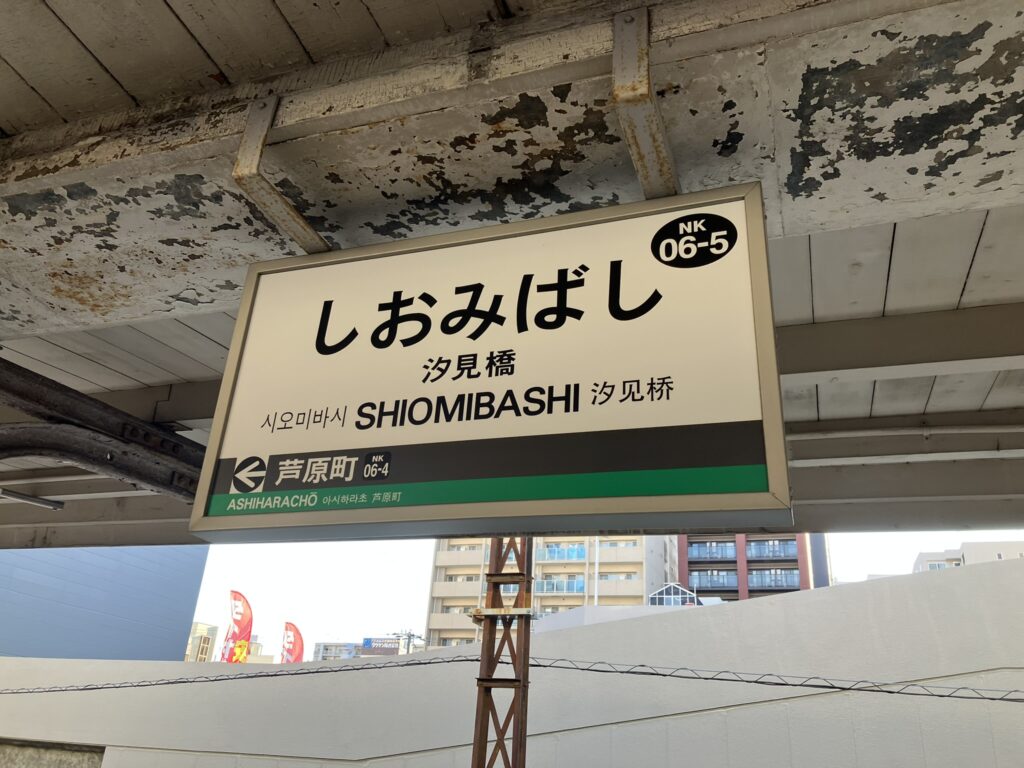 NK
06-5
しおみばし
汐見橋
시오미바시 SHIOMIBASHI 汐见桥
芦原町 NK 06-4
ASHIHARACHŌ 아시하라초 芦原町